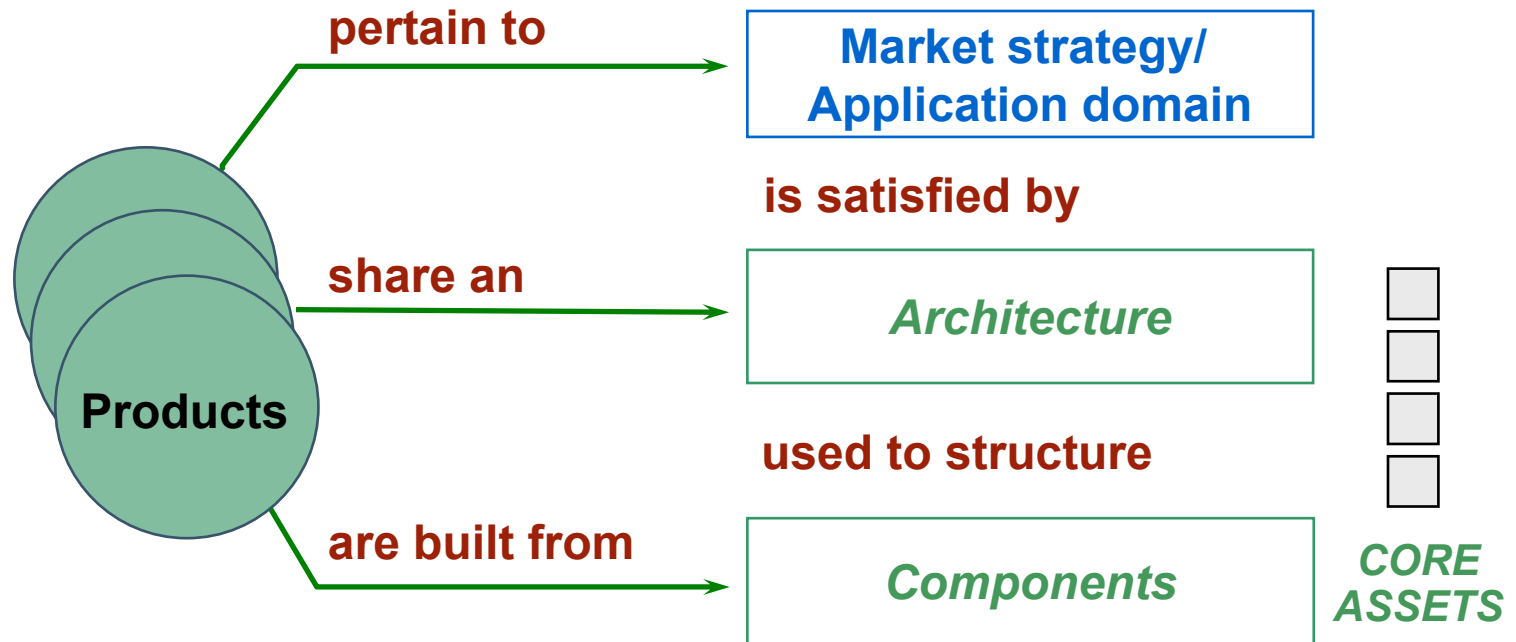 pertain to
Market strategy/
Application domain
is satisfied by
share an
Architecture
Products
used to structure
are built from
Components
CORE
ASSETS